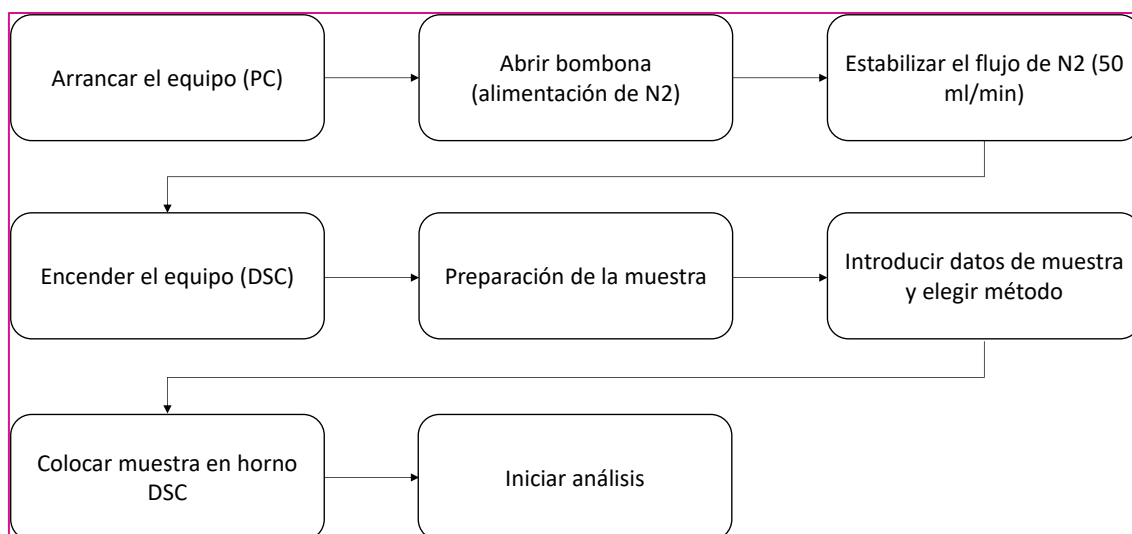 Arrancar el equipo (PC)
Abrir bombona
(alimentación de N2)
Estabilizar el flujo de N2 (50
ml/min)
Encender el equipo (DSC)
Preparación de la muestra
Introducir datos de muestra
y elegir método
Colocar muestra en horno
DSC
Iniciar análisis